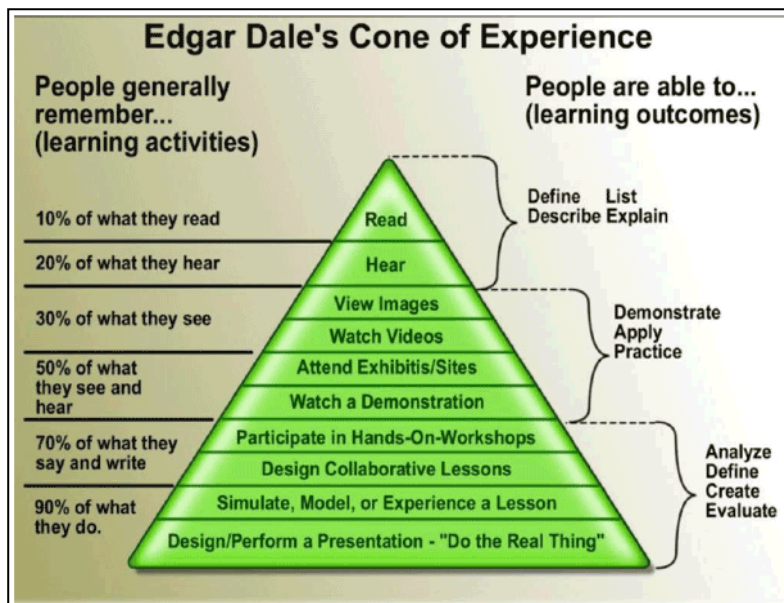 Edgar Dale's Cone of Experience
People generally
remember...
(learning activities)
People are able to...
(learning outcomes)
10% of what they read
20% of what they hear
30% of what they see
50% of what
they see and
hear
70% of what they
say and write
90% of what
they do.
Read
Hear
View Images
Watch Videos
Attend Exhibitis/Sites
Watch a Demonstration
Participate in Hands-On-Workshops
Design Collaborative Lessons
Simulate, Model, or Experience a Lesson
Design/Perform a Presentation - "Do the Real Thing"
Define List
Describe Explain
Demonstrate
Apply
Practice
Analyze
Define
Create
Evaluate